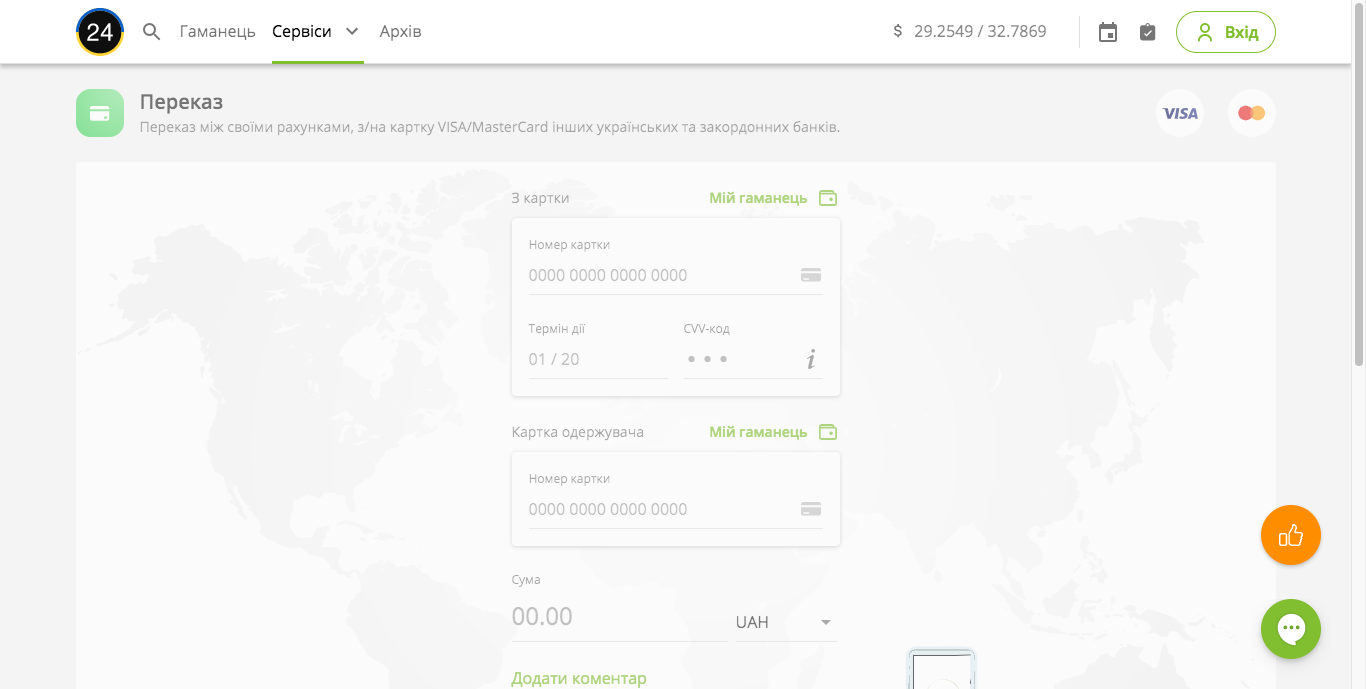 24
Гаманець Сервіси Архів
$ 29.2549 / 32.7869
Вхід
Переказ
Переказ між своїми рахунками, з/на картку VISA/MasterCard інших українських та закордонних банків.
VISA
З картки Мій гаманець
Номер картки
0000 0000 0000 0000
Термін дії CVV-код
01 / 20 • • • i
Картка одержувача Мій гаманець
Номер картки
0000 0000 0000 0000
Сума
00.00 UAH
Додати коментар